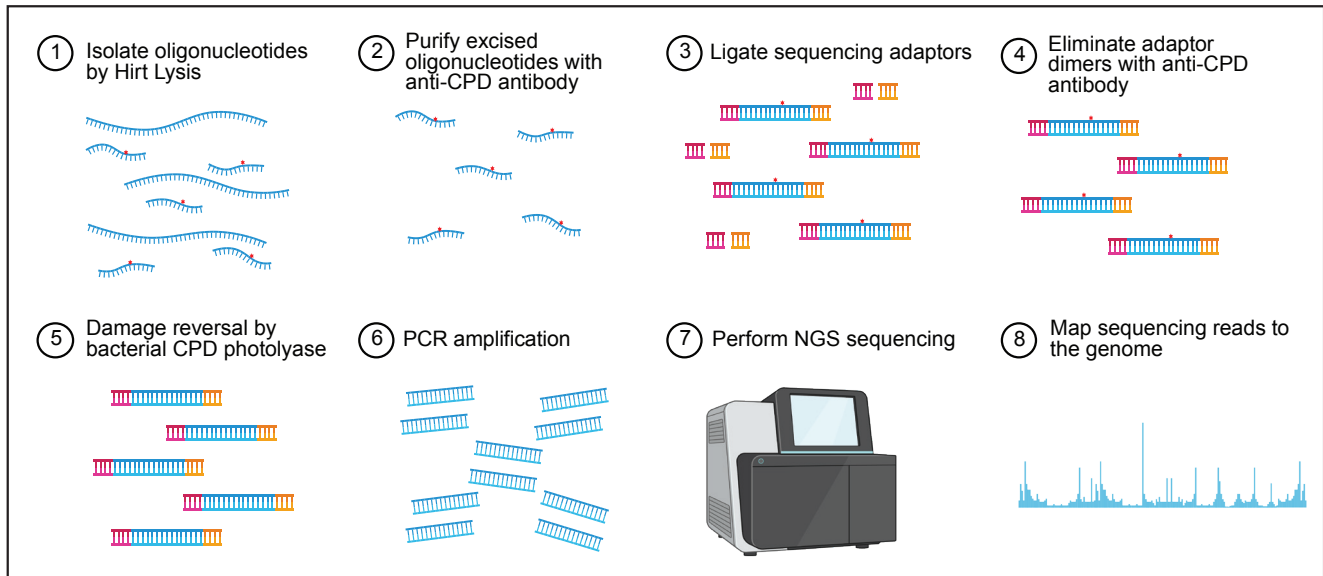 1
Isolate oligonucleotides
by Hirt Lysis
2
Purify excised
oligonucleotides with
anti-CPD antibody
3
Ligate sequencing adaptors
4
Eliminate adaptor
dimers with anti-CPD
antibody
5
Damage reversal by
bacterial CPD photolyase
6
PCR amplification
7
Perform NGS sequencing
8
Map sequencing reads to
the genome